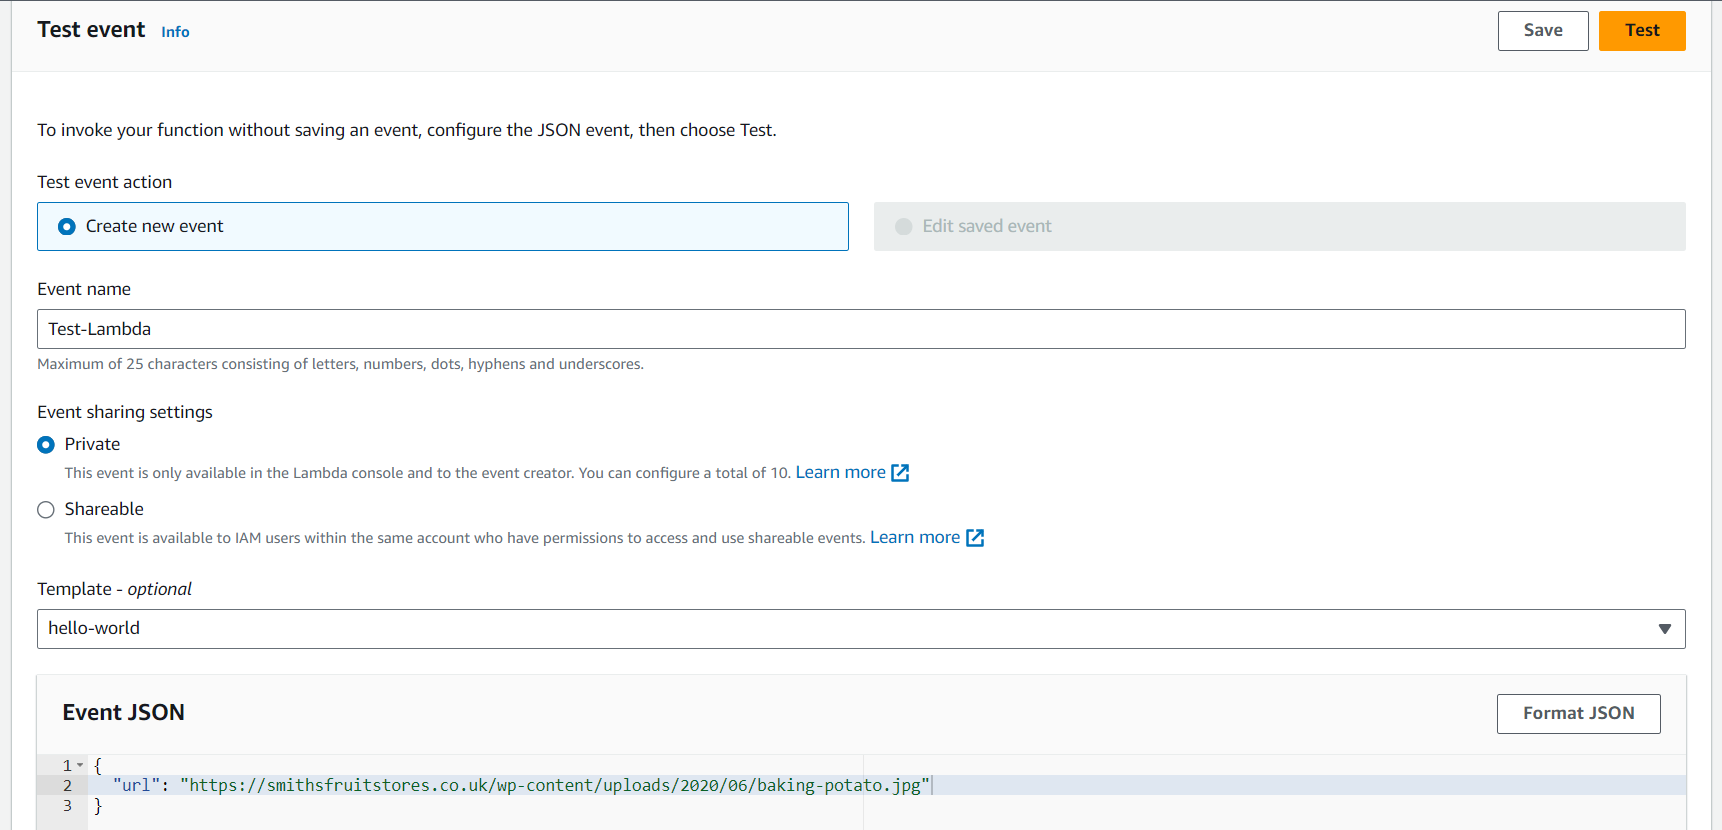 Test event Info Save Test
To invoke your function without saving an event, configure the JSON event, then choose Test.
Test event action
Create new event Edit saved event
Event name
Test-Lambda
Maximum of 25 characters consisting of letters, numbers, dots, hyphens and underscores.
Event sharing settings
Private
This event is only available in the Lambda console and to the event creator. You can configure a total of 10. Learn more
Shareable
This event is available to IAM users within the same account who have permissions to access and use shareable events. Learn more
Template - optional
hello-world
Event JSON Format JSON
1 {
2 "url": "https://smithsfruitstores.co.uk/wp-content/uploads/2020/06/baking-potato.jpg"
3 }